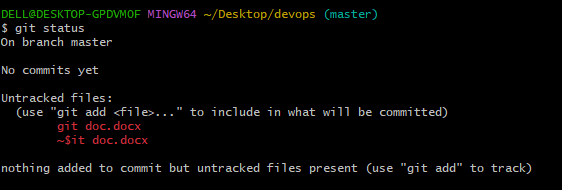 DELL@DESKTOP-GPDVMOF MINGW64 ~/Desktop/devops (master)
$ git status
On branch master
No commits yet
Untracked files:
(use "git add <file>..." to include in what will be committed)
git doc.docx
~$it doc.docx
nothing added to commit but untracked files present (use "git add" to track)